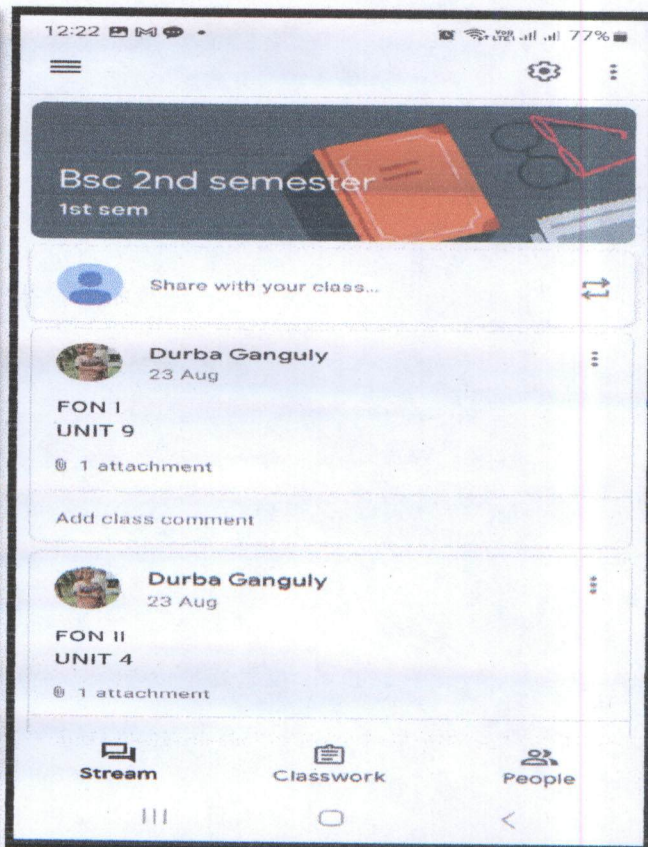 12:22
77%
Bsc 2nd semester
1st sem
Share with your class...
Durba Ganguly
23 Aug
FON I
UNIT 9
1 attachment
Add class comment
Durba Ganguly
23 Aug
FON II
UNIT 4
1 attachment
Stream Classwork People